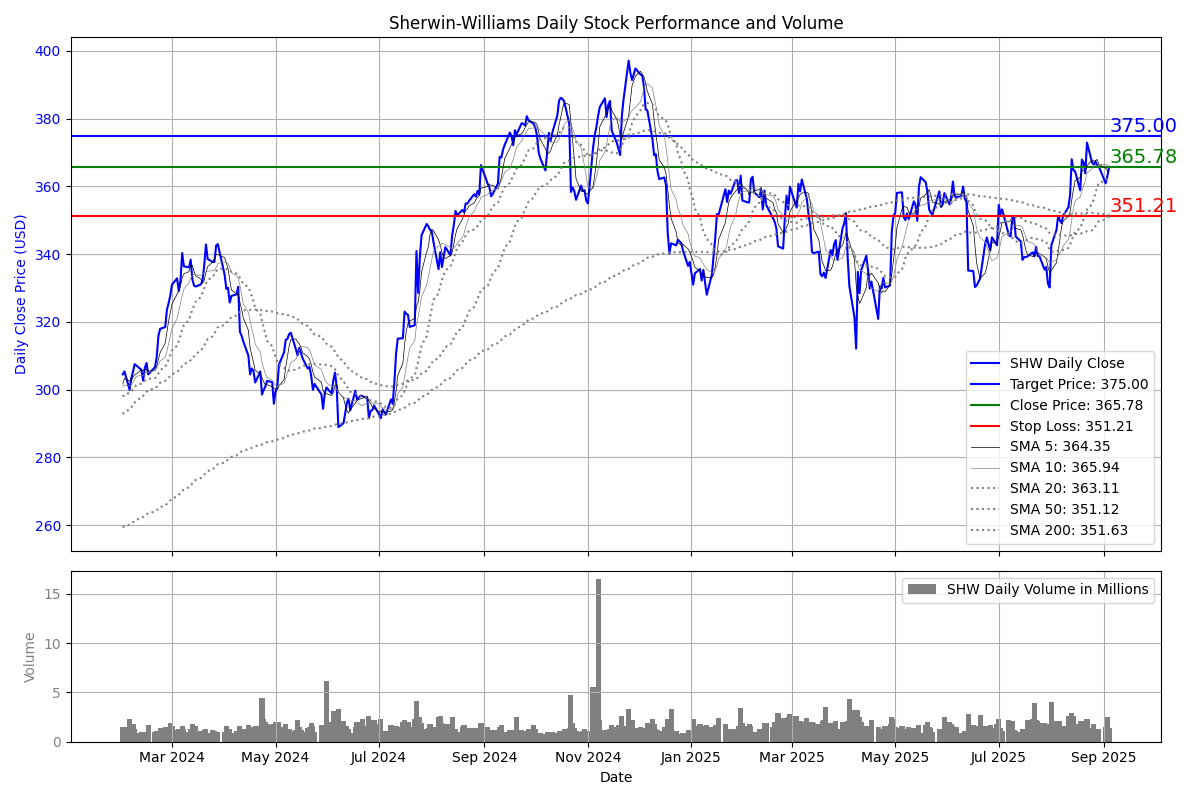 Sherwin-Williams Daily Stock Performance and Volume
Daily Close Price (USD)
400
380
360
340
320
300
280
260
375.00
365.78
351.21
SHW Daily Close
Target Price: 375.00
Close Price: 365.78
Stop Loss: 351.21
SMA 5: 364.35
SMA 10: 365.94
SMA 20: 363.11
SMA 50: 351.12
SMA 200: 351.63
Volume
15
10
5
0
SHW Daily Volume in Millions
Mar 2024 May 2024 Jul 2024 Sep 2024 Nov 2024 Jan 2025 Mar 2025 May 2025 Jul 2025 Sep 2025
Date